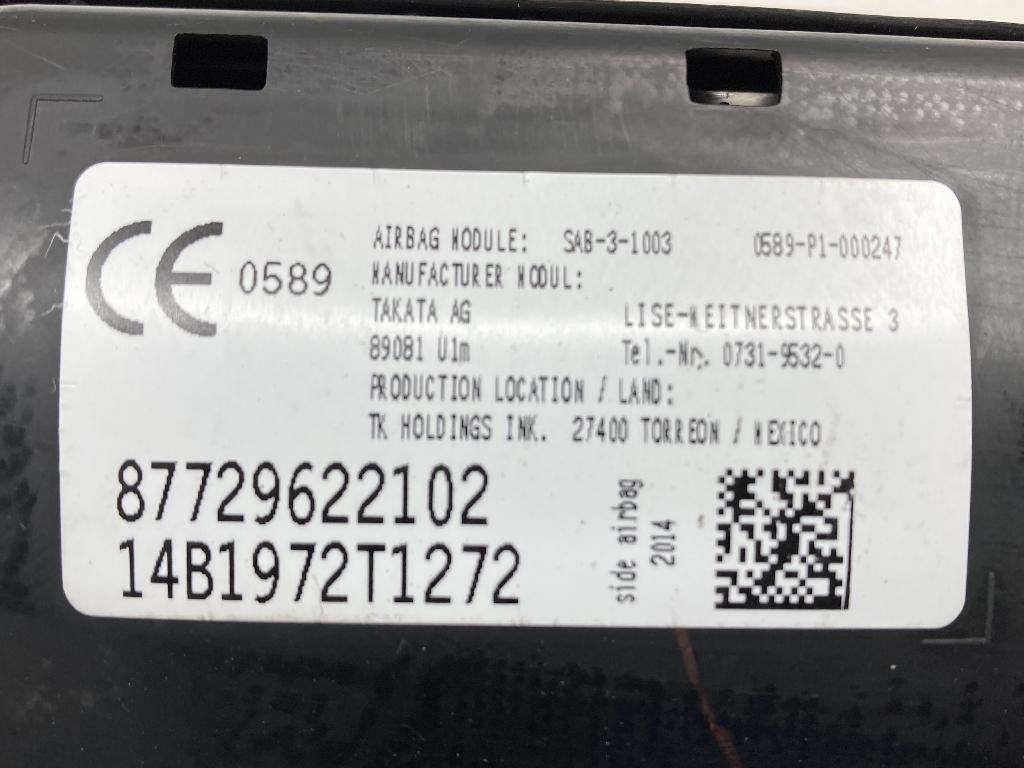 CE 0589
AIRBAG MODULE: SAB-3-1003 0589-P1-000247
MANUFACTURER MODUL:
TAKATA AG LISE-MEITNERSTRASSE 3
89081 U1m Tel.-Nr. 0731-9532-0
PRODUCTION LOCATION / LAND:
TK HOLDINGS INK. 27400 TORREON / MEXICO
87729622102
14B1972T1272
side airbag
2014